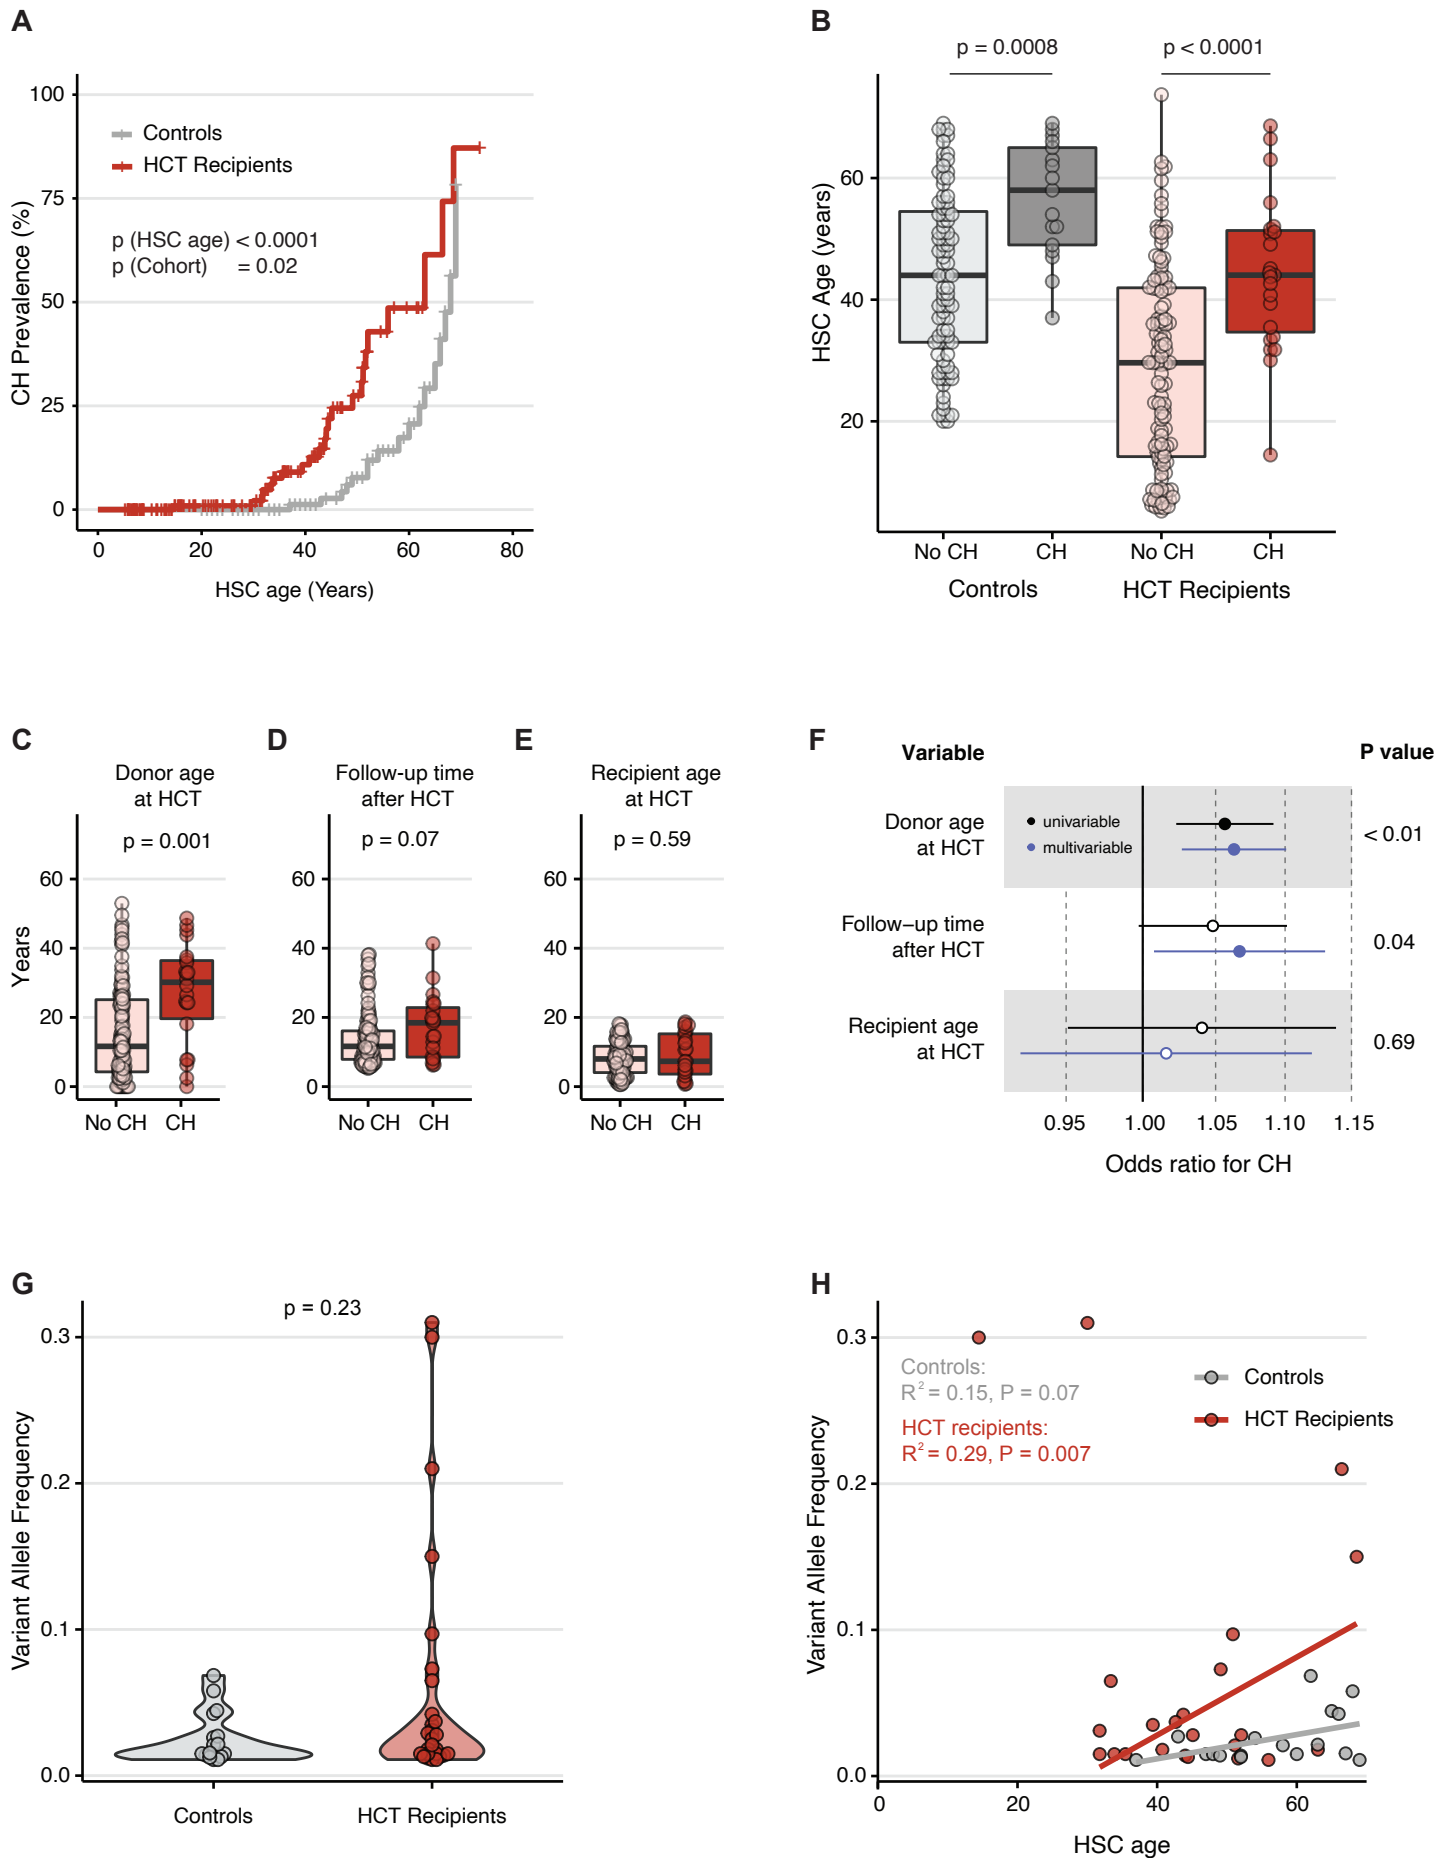 A
100
75
50
25
0
CH Prevalence (%)
Controls
HCT Recipients
p (HSC age) < 0.0001
p (Cohort) = 0.02
0 20 40 60 80
HSC age (Years)
B
p = 0.0008 p < 0.0001
60
40
20
HSC Age (years)
No CH CH No CH CH
Controls HCT Recipients
C
Donor age
at HCT
p = 0.001
60
40
20
0
Years
No CH CH
D
Follow-up time
after HCT
p = 0.07
60
40
20
0
No CH CH
E
Recipient age
at HCT
p = 0.59
60
40
20
0
No CH CH
F
Variable P value
Donor age
at HCT
univariable
multivariable
< 0.01
Follow–up time
after HCT
0.04
Recipient age
at HCT
0.69
0.95 1.00 1.05 1.10 1.15
Odds ratio for CH
G
p = 0.23
0.3
0.2
0.1
0.0
Variant Allele Frequency
Controls HCT Recipients
H
0.3
0.2
0.1
0.0
Variant Allele Frequency
Controls:
R² = 0.15, P = 0.07
HCT recipients:
R² = 0.29, P = 0.007
Controls
HCT Recipients
0 20 40 60
HSC age